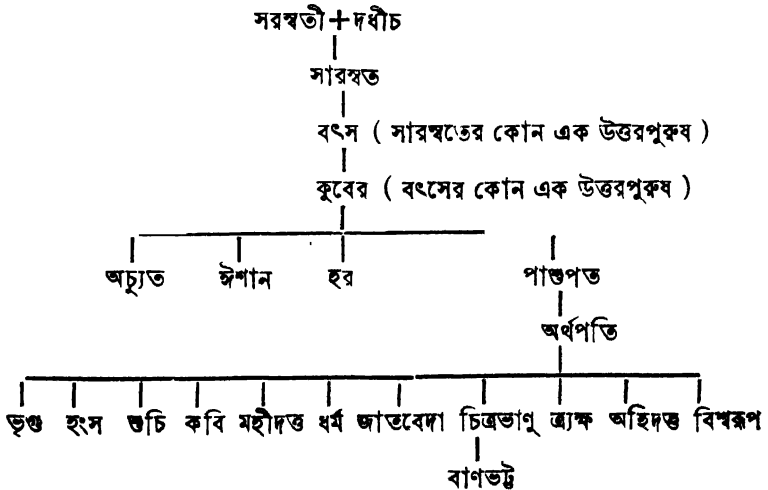 সরস্বতী+দধীচ
সারস্বত
বৎস ( সারস্বতের কোন এক উত্তরপুরুষ )
কুবের ( বৎসের কোন এক উত্তরপুরুষ )
অচ্যুত ঈশান হর পাশুপত
অর্থপতি
ভৃগু হংস শুচি কবি মহীদত্ত ধর্ম জাতবেদা চিত্রভাণু ত্র্যক্ষ অহিদত্ত বিশ্বরূপ
বাণভট্ট